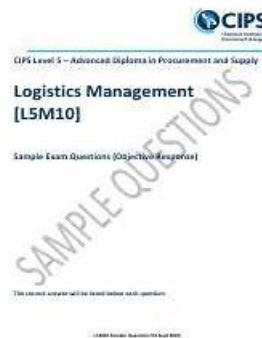 CIPS
CIPS Level 5 – Advanced Diploma in Procurement and Supply
Logistics Management
[L5M10]
Sample Exam Questions (Objective Response)
SAMPLE QUESTIONS
The correct answer will be listed below each question